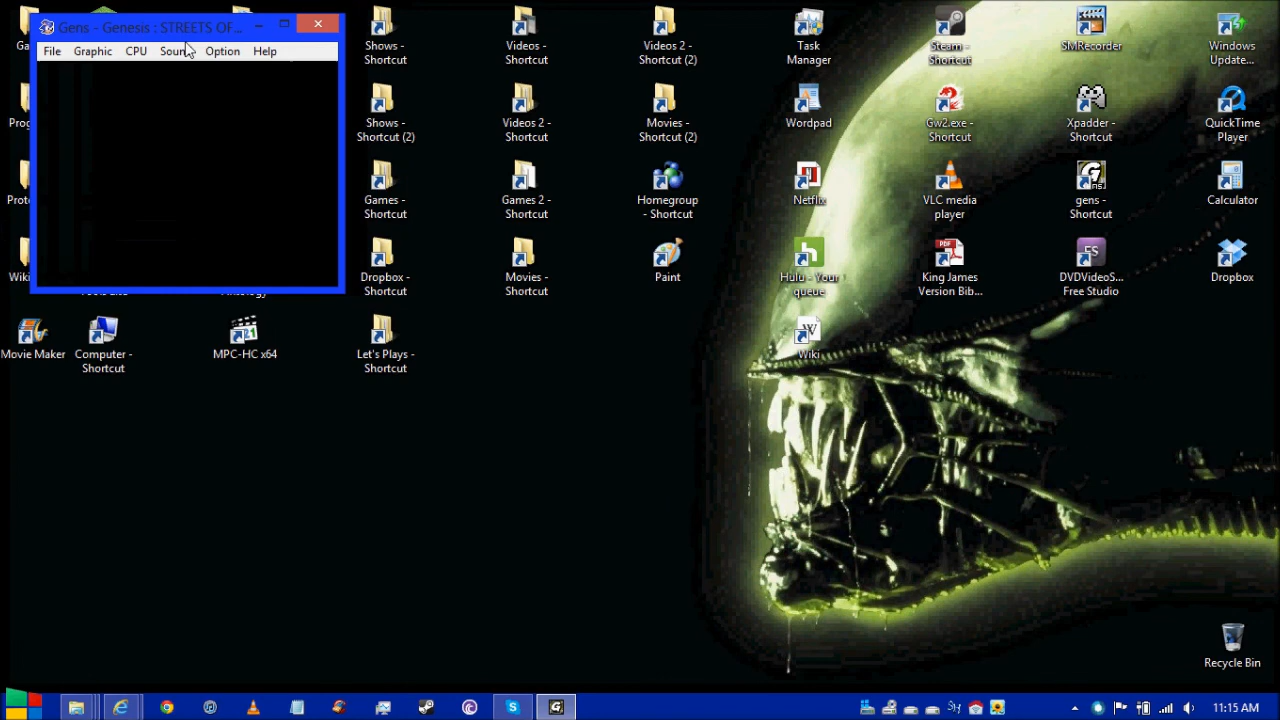 Gens - Genesis : STREETS OF ...
File Graphic CPU Soun Option Help
Shows - Shortcut
Videos - Shortcut
Videos 2 - Shortcut (2)
Task Manager
Steam - Shortcut
SMRecorder
Windows Update...
Shows - Shortcut (2)
Videos 2 - Shortcut
Movies - Shortcut (2)
Wordpad
Gw2.exe - Shortcut
Xpadder - Shortcut
QuickTime Player
Games - Shortcut
Games 2 - Shortcut
Homegroup - Shortcut
Netflix
VLC media player
gens - Shortcut
Calculator
Dropbox - Shortcut
Movies - Shortcut
Paint
Hulu - Your queue
King James Version Bib...
DVDVideoS... Free Studio
Dropbox
Movie Maker
Computer - Shortcut
MPC-HC x64
Let's Plays - Shortcut
Wiki
Recycle Bin
11:15 AM